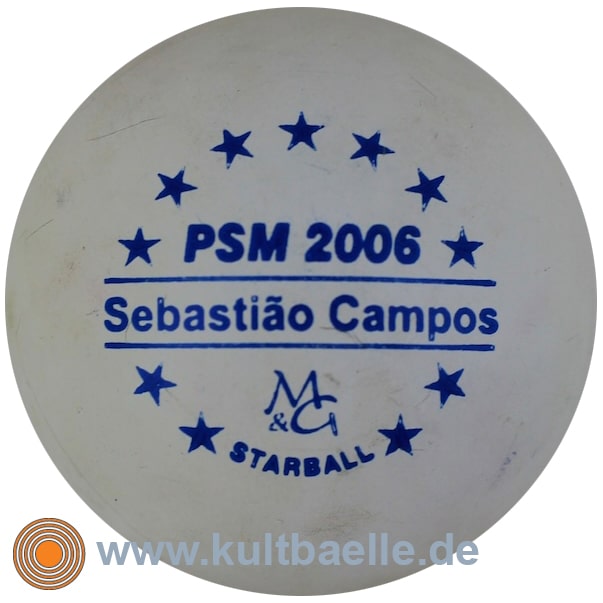 PSM 2006
Sebastião Campos
M&G
STARBALL
www.kultbaelle.de